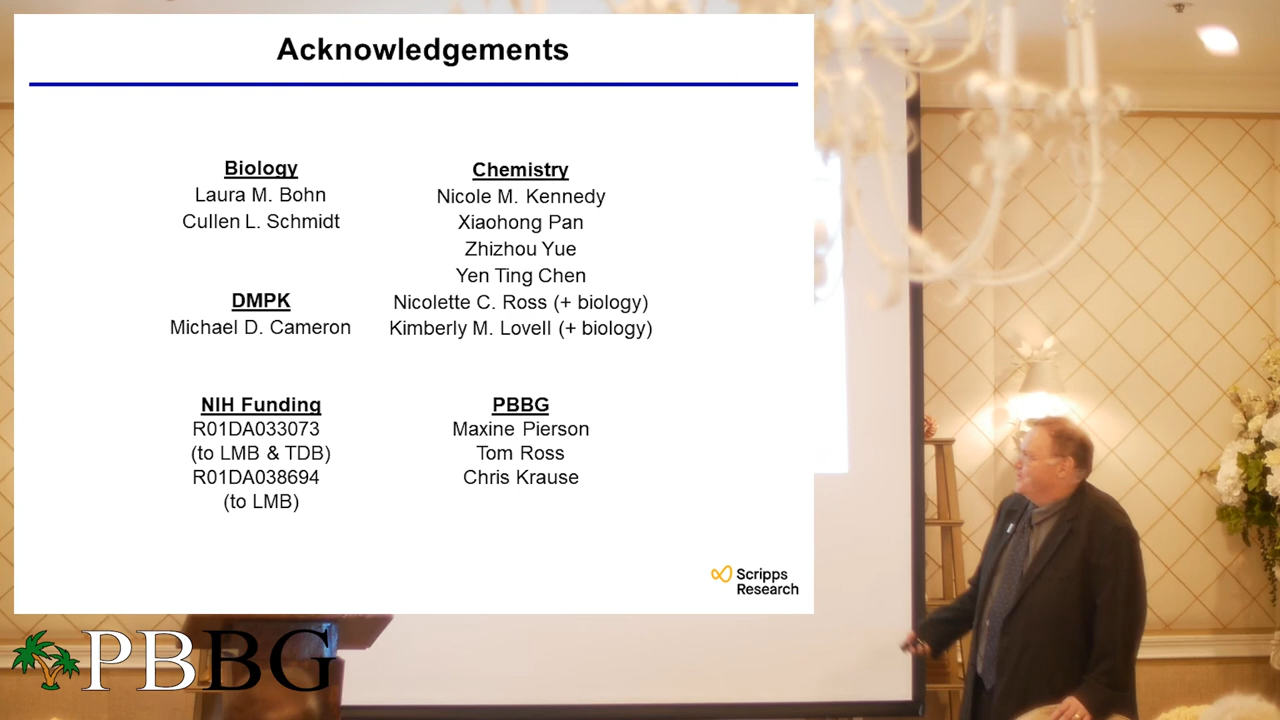 Acknowledgements
Biology
Laura M. Bohn
Cullen L. Schmidt
DMPK
Michael D. Cameron
Chemistry
Nicole M. Kennedy
Xiaohong Pan
Zhizhou Yue
Yen Ting Chen
Nicolette C. Ross (+ biology)
Kimberly M. Lovell (+ biology)
NIH Funding
R01DA033073
(to LMB & TDB)
R01DA038694
(to LMB)
PBBG
Maxine Pierson
Tom Ross
Chris Krause
Scripps
Research
PBBG